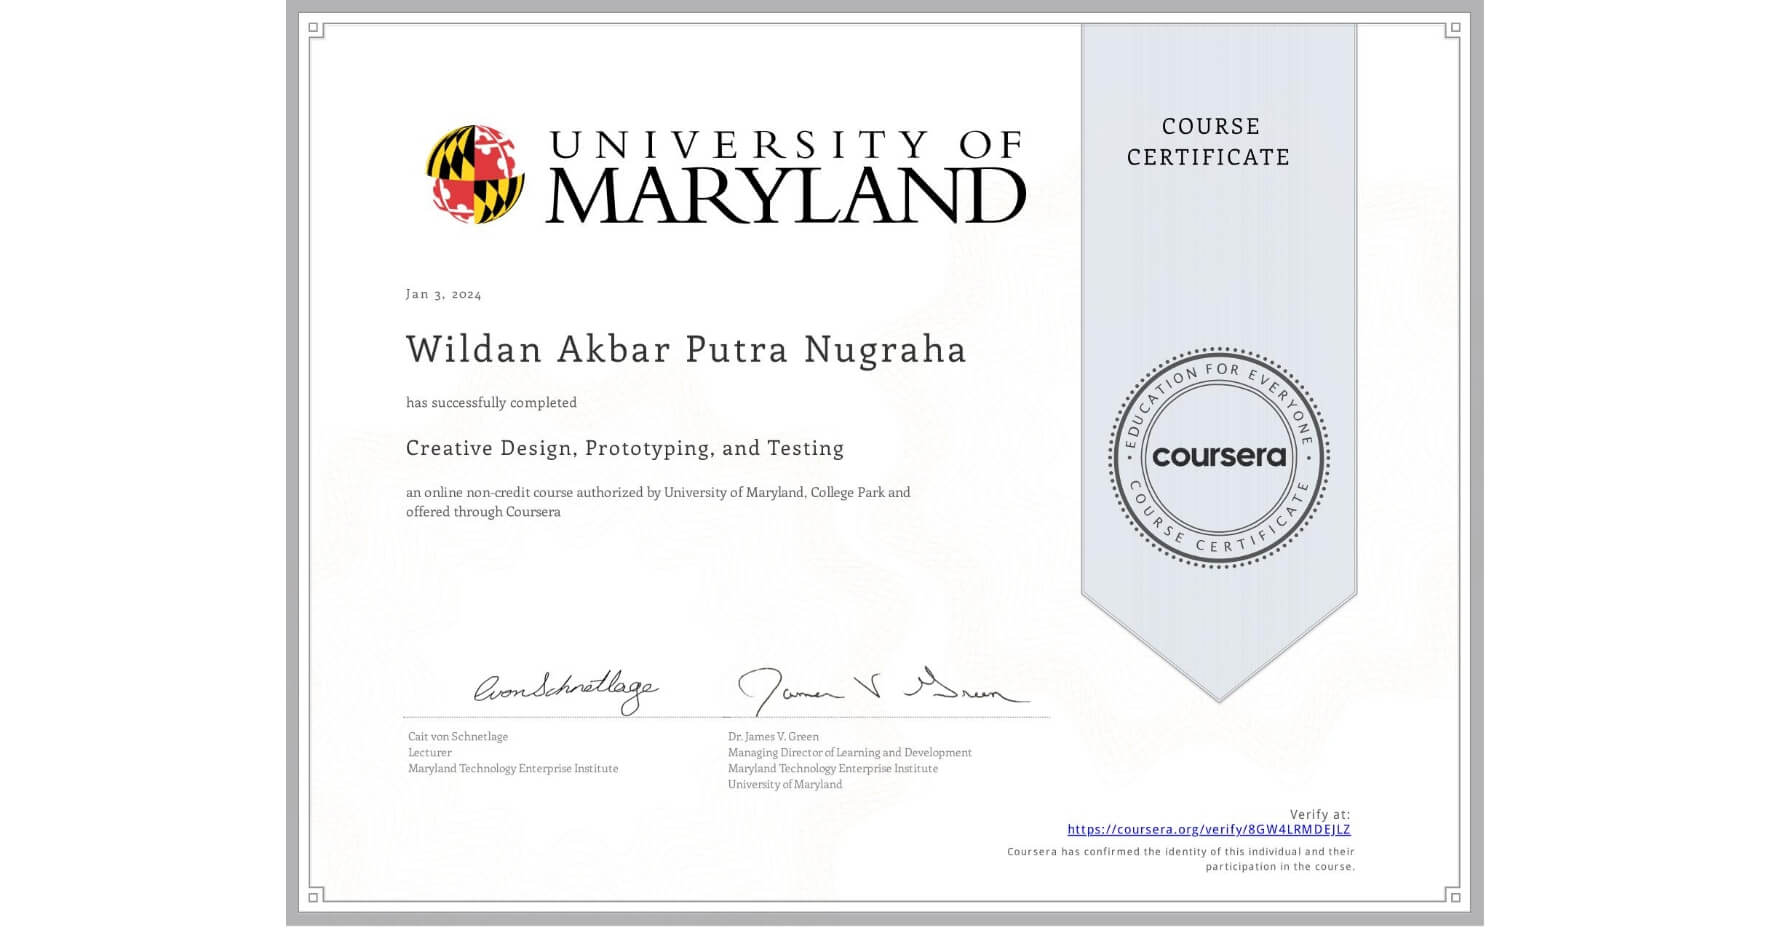 UNIVERSITY OF
MARYLAND
COURSE
CERTIFICATE
Jan 3, 2024
Wildan Akbar Putra Nugraha
has successfully completed
Creative Design, Prototyping, and Testing
an online non-credit course authorized by University of Maryland, College Park and
offered through Coursera
EDUCATION FOR EVERYONE
coursera
COURSE CERTIFICATE
Cait von Schnetlage
Lecturer
Maryland Technology Enterprise Institute
James V Green
Dr. James V. Green
Managing Director of Learning and Development
Maryland Technology Enterprise Institute
University of Maryland
Verify at:
https://coursera.org/verify/8GW4LRMDEJLZ
Coursera has confirmed the identity of this individual and their
participation in the course.